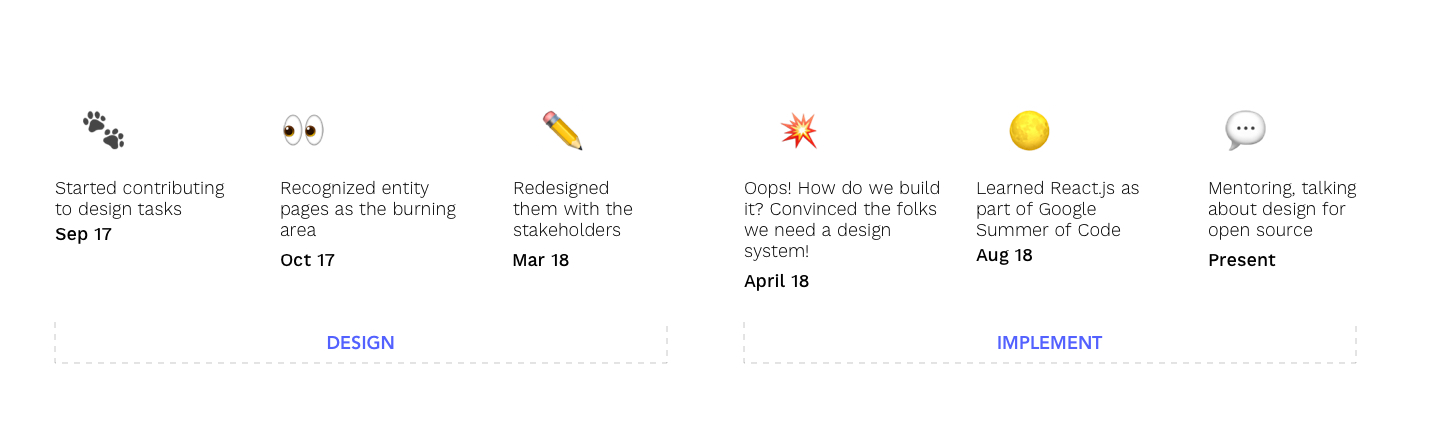 Started contributing
to design tasks
Sep 17
Recognized entity
pages as the burning
area
Oct 17
Redesigned
them with the
stakeholders
Mar 18
Oops! How do we build
it? Convinced the folks
we need a design
system!
April 18
Learned React.js as
part of Google
Summer of Code
Aug 18
Mentoring, talking
about design for
open source
Present
DESIGN
IMPLEMENT